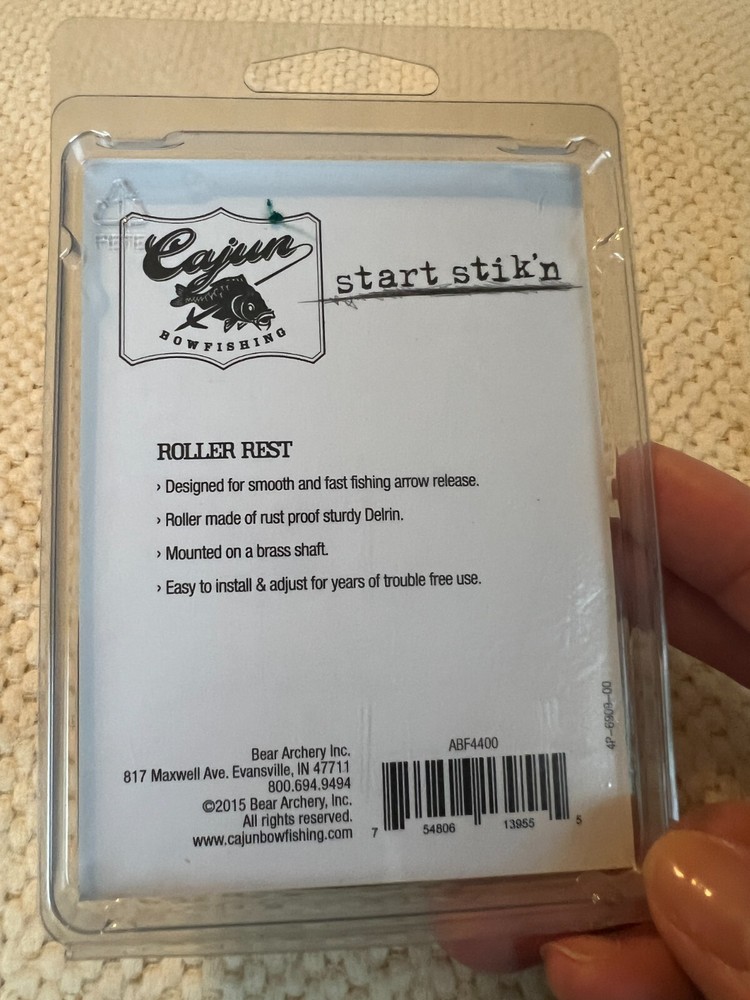 PETE
Cajun
BOWFISHING
start stik'n
ROLLER REST
› Designed for smooth and fast fishing arrow release.
› Roller made of rust proof sturdy Delrin.
› Mounted on a brass shaft.
› Easy to install & adjust for years of trouble free use.
4P-6909-00
Bear Archery Inc.
817 Maxwell Ave. Evansville, IN 47711
800.694.9494
©2015 Bear Archery, Inc.
All rights reserved.
www.cajunbowfishing.com
ABF4400
7 54806 13955 5